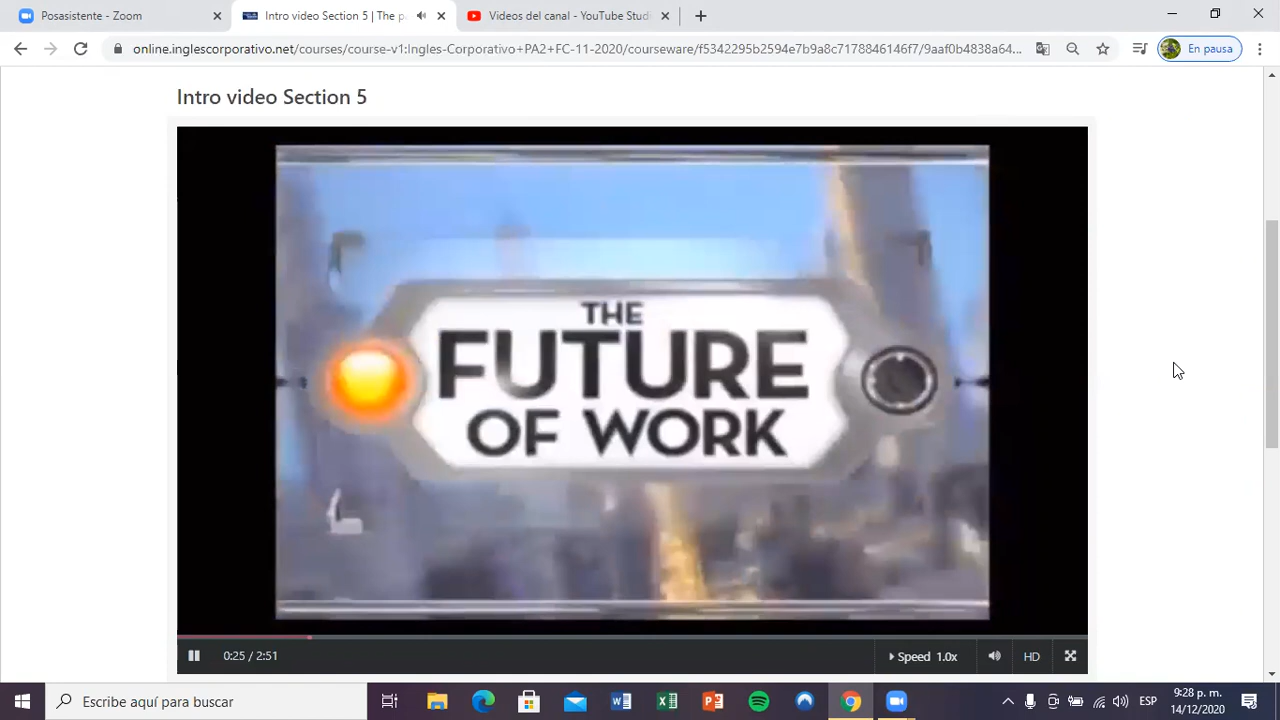 Posasistente - Zoom
Intro video Section 5 | The pa
Videos del canal - YouTube Studi
online.inglescorporativo.net/courses/course-v1:Ingles-Corporativo+PA2+FC-11-2020/courseware/f5342295b2594e7b9a8c7178846146f7/9aaf0b4838a64...
En pausa
Intro video Section 5
THE
FUTURE
OF WORK
0:25 / 2:51
Speed 1.0x
HD
Escribe aquí para buscar
ESP
9:28 p. m.
14/12/2020